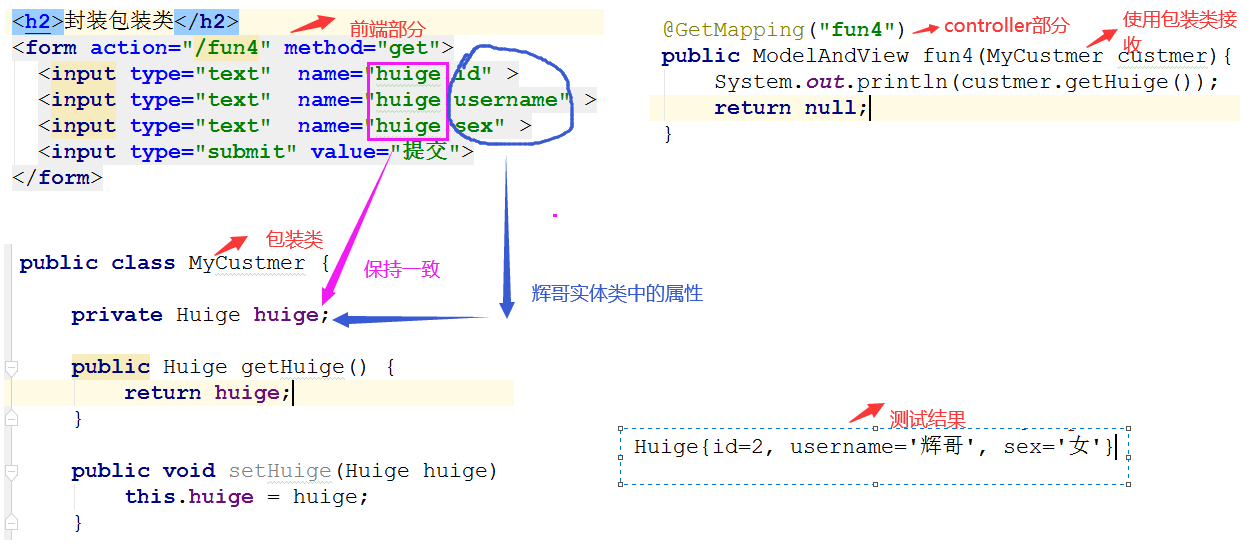 <h2>封装包装类</h2>
前端部分
<form action="/fun4" method="get">
<input type="text" name="huige.id" >
<input type="text" name="huige.username" >
<input type="text" name="huige.sex" >
<input type="submit" value="提交">
</form>
@GetMapping("fun4")
controller部分
使用包装类接
收
public ModelAndView fun4(MyCustmer custmer){
System.out.println(custmer.getHuige());
return null;
}
包装类
public class MyCustmer {
保持一致
辉哥实体类中的属性
private Huige huige;
public Huige getHuige() {
return huige;
}
public void setHuige(Huige huige)
this.huige = huige;
}
测试结果
Huige{id=2, username='辉哥', sex='女'}